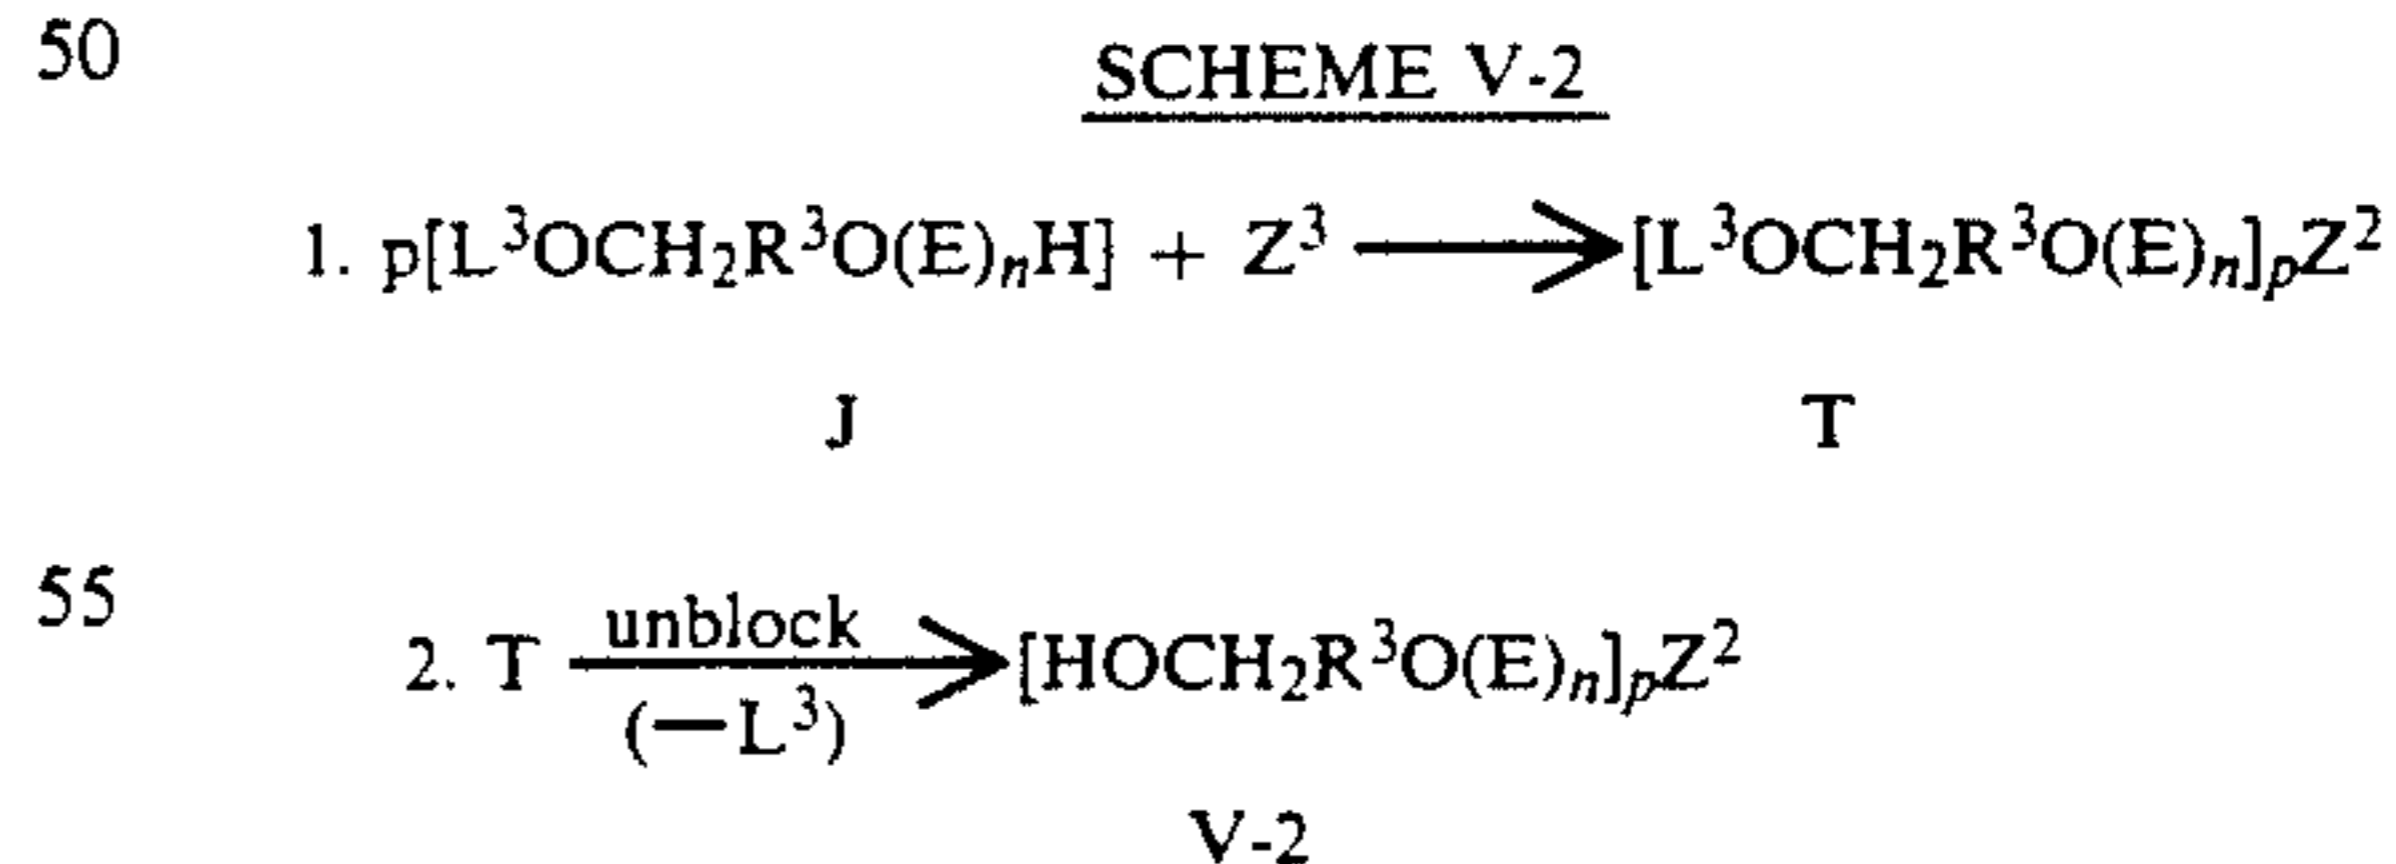 50
SCHEME V-2
1. p[L³OCH₂R³O(E)ₙH] + Z³ ⟶ [L³OCH₂R³O(E)ₙ]ₚZ²
J T
55
2. T unblock (—L³) ⟶ [HOCH₂R³O(E)ₙ]ₚZ²
V-2